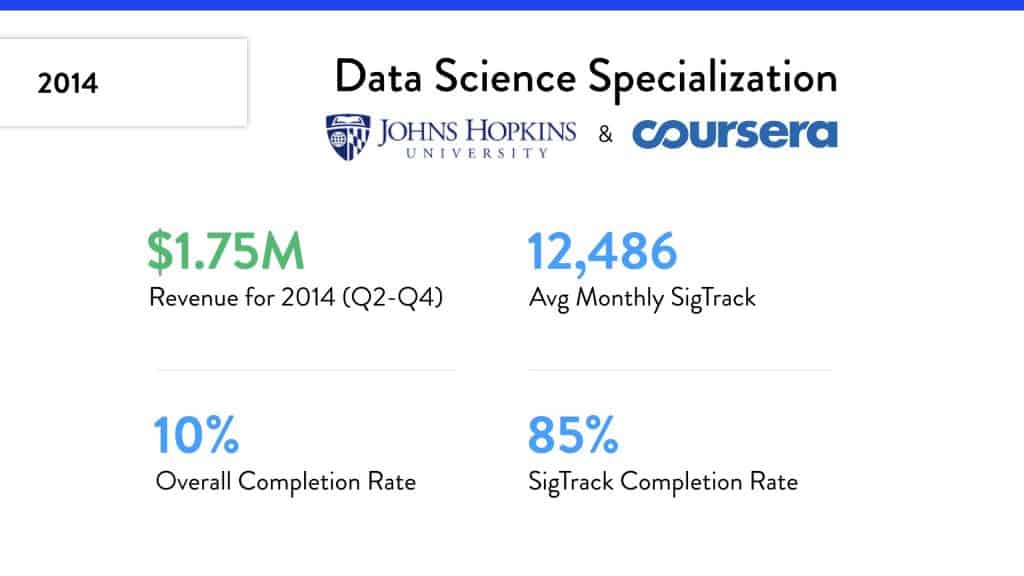 2014
Data Science Specialization
JOHNS HOPKINS
UNIVERSITY
&
coursera
$1.75M
Revenue for 2014 (Q2-Q4)
12,486
Avg Monthly SigTrack
10%
Overall Completion Rate
85%
SigTrack Completion Rate